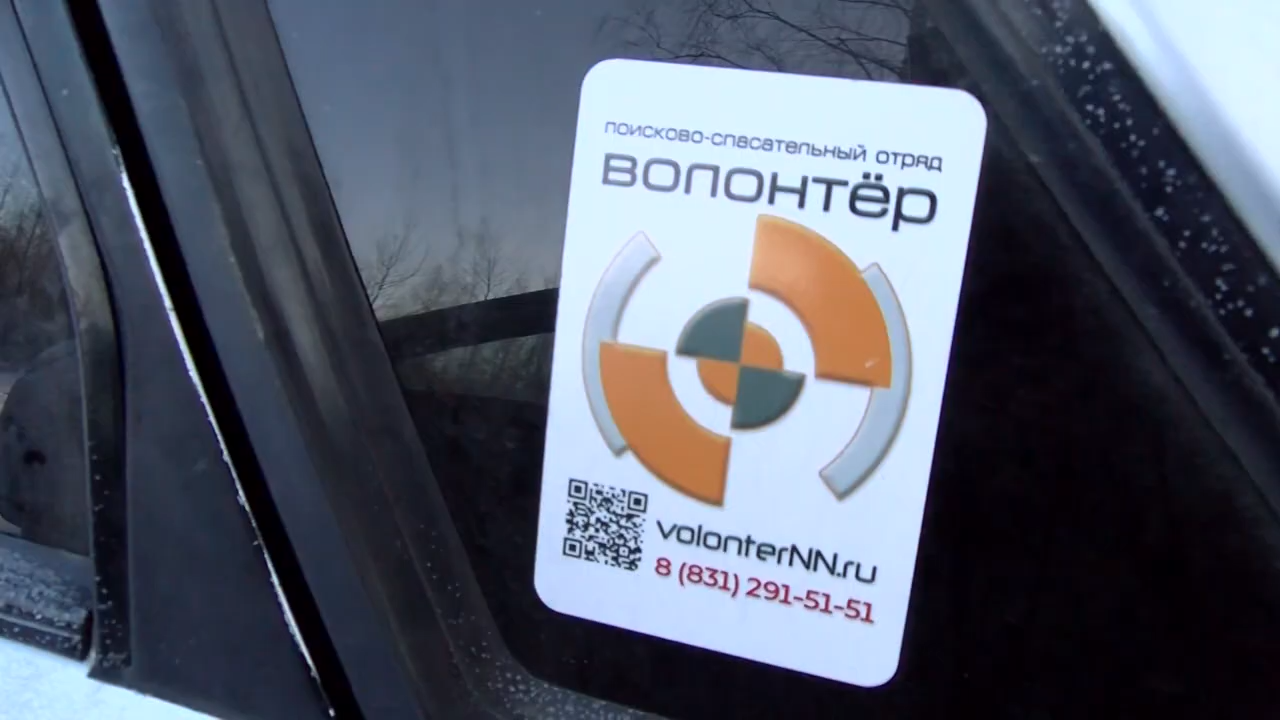 поисково-спасательный отряд
волонтёр
volonterNN.ru
8 (831) 291-51-51